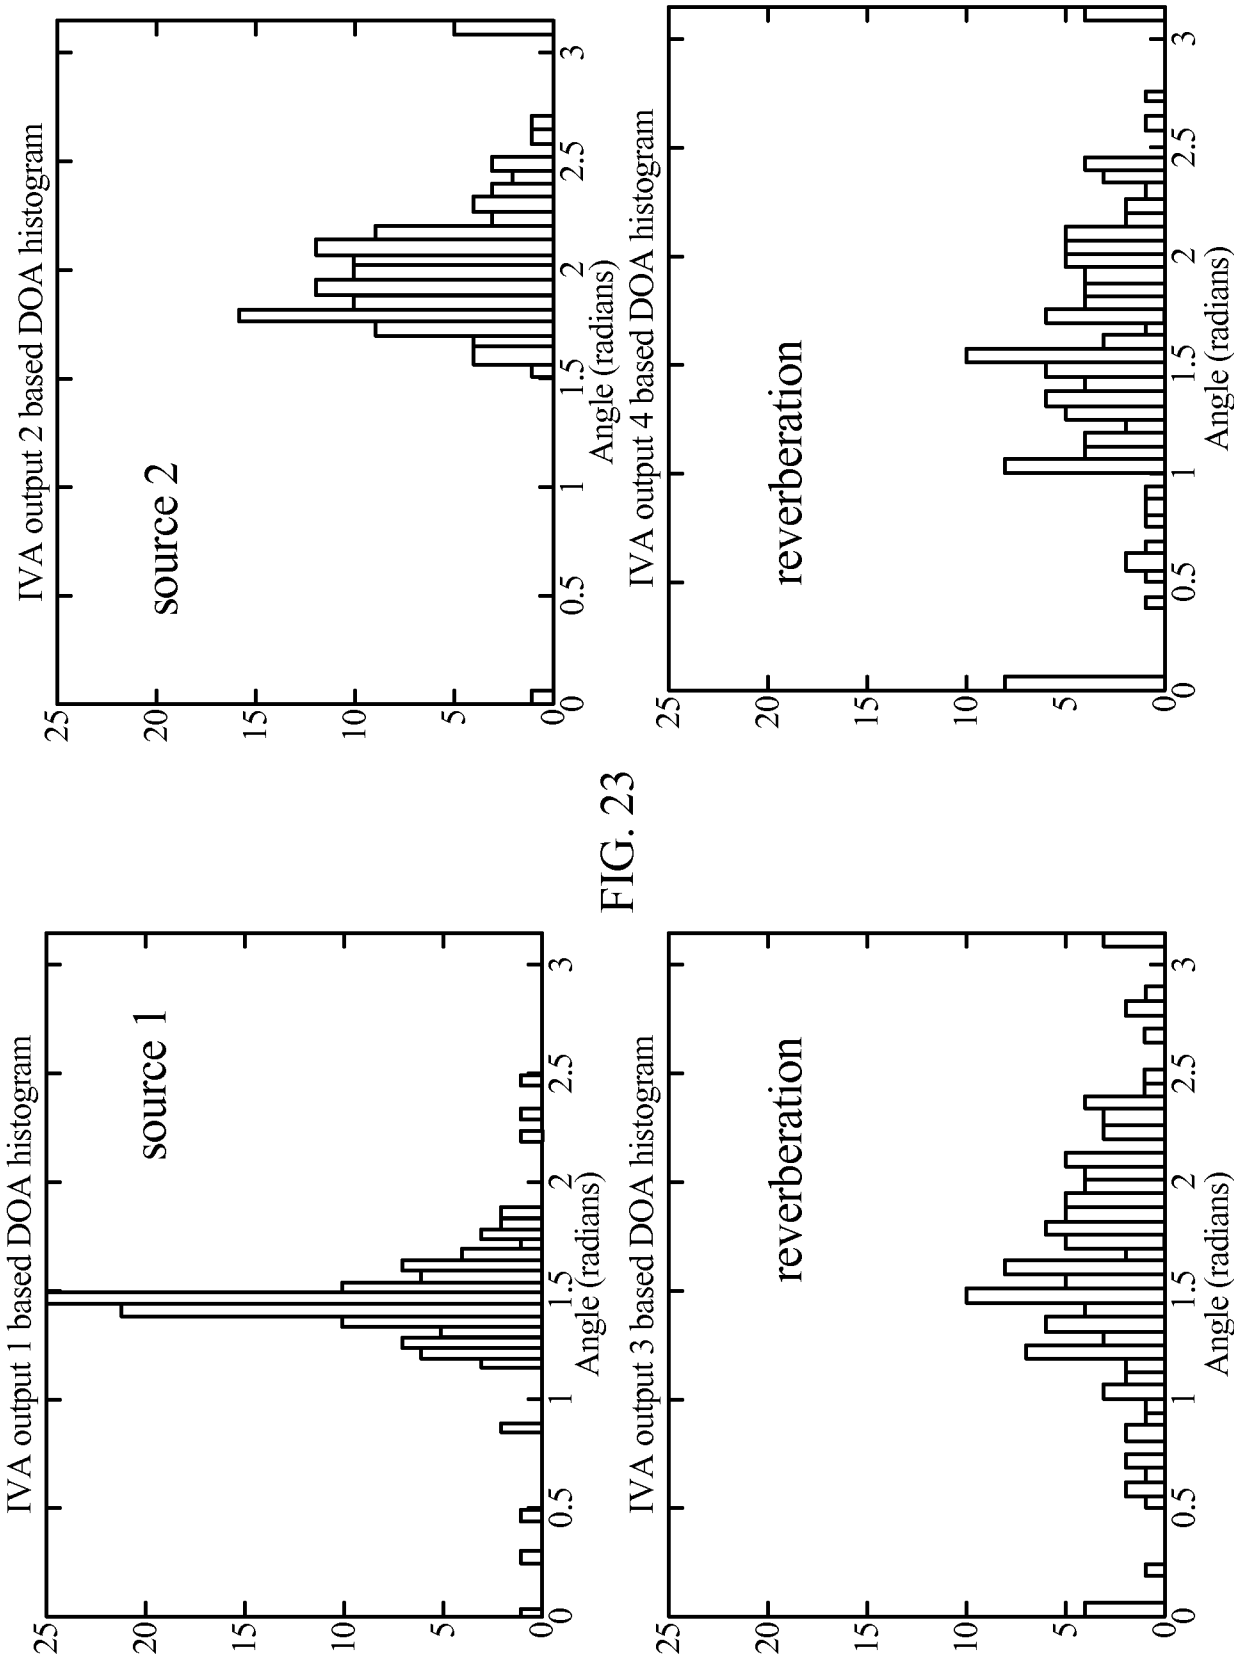 IVA output 1 based DOA histogram
source 1
25
20
15
10
5
0
0 0.5 1 1.5 2 2.5 3
Angle (radians)
IVA output 2 based DOA histogram
source 2
25
20
15
10
5
0
0 0.5 1 1.5 2 2.5 3
Angle (radians)
FIG. 23
IVA output 3 based DOA histogram
reverberation
25
20
15
10
5
0
0 0.5 1 1.5 2 2.5 3
Angle (radians)
IVA output 4 based DOA histogram
reverberation
25
20
15
10
5
0
0 0.5 1 1.5 2 2.5 3
Angle (radians)